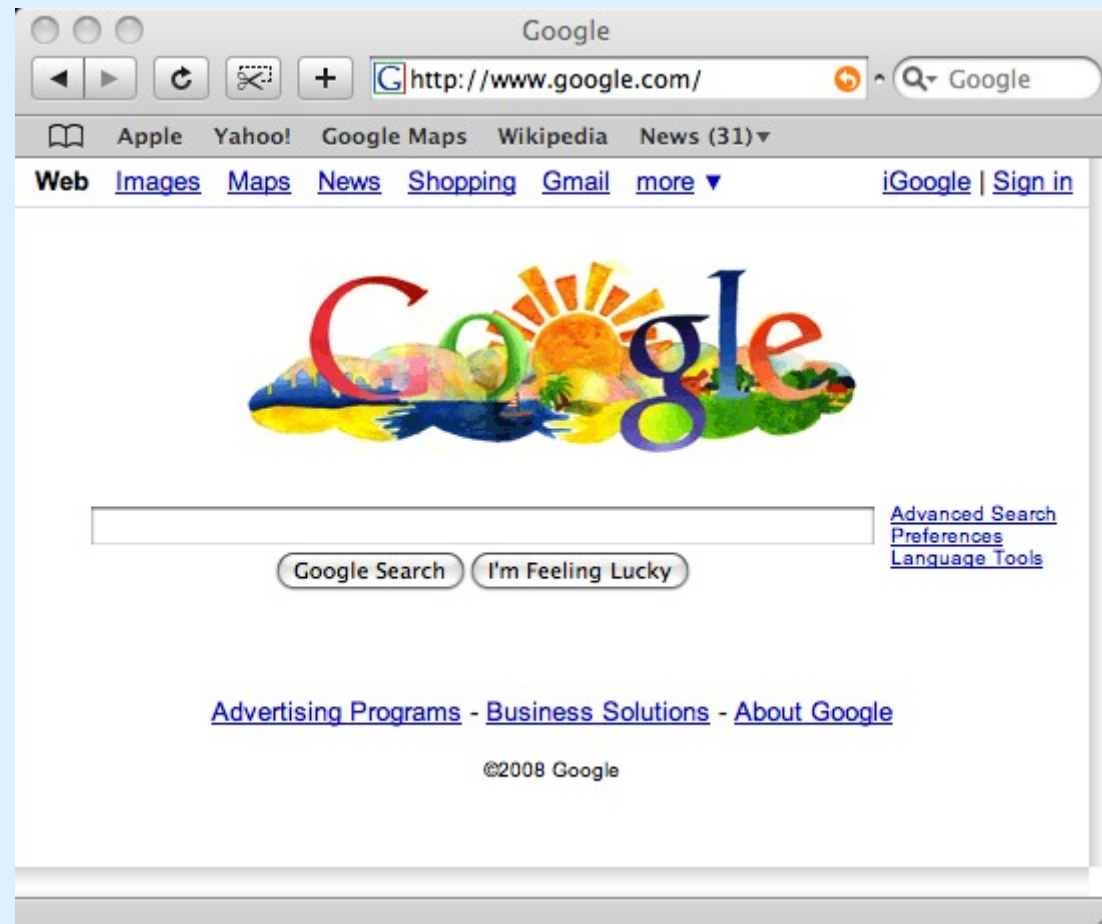 Google
http://www.google.com/ Google
Apple Yahoo! Google Maps Wikipedia News (31)▾
Web Images Maps News Shopping Gmail more ▼ iGoogle | Sign in
Google
Advanced Search
Preferences
Language Tools
Google Search I'm Feeling Lucky
Advertising Programs - Business Solutions - About Google
©2008 Google